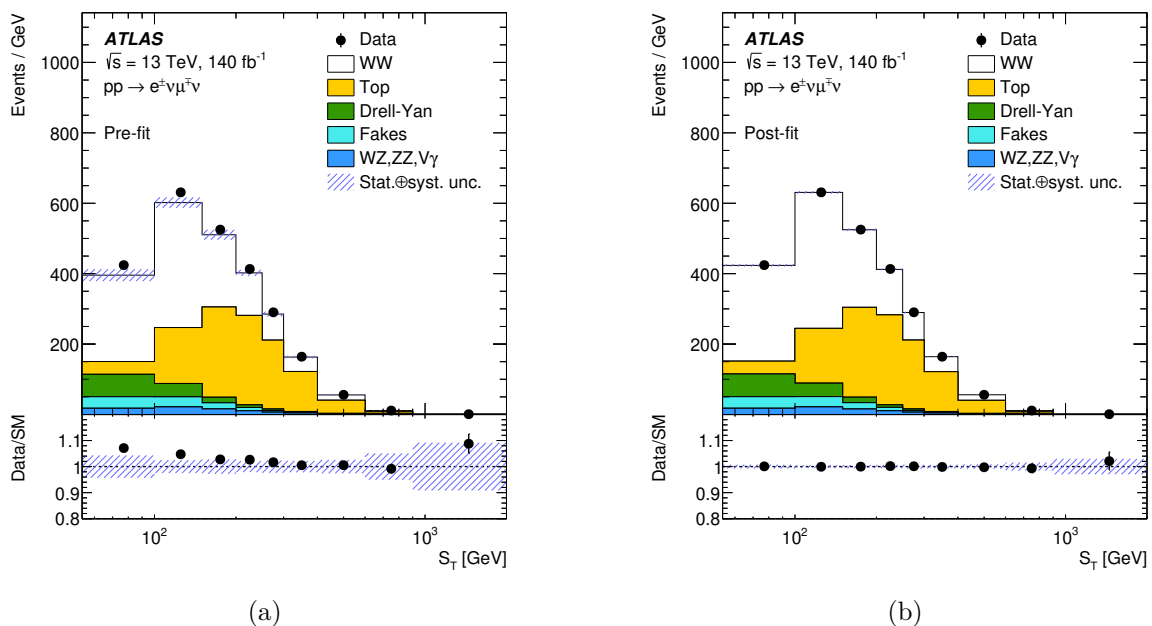 Events / GeV
ATLAS
√s = 13 TeV, 140 fb⁻¹
pp → e±νμ∓ν
Pre-fit
Data
WW
Top
Drell-Yan
Fakes
WZ,ZZ,Vγ
Stat.⊕syst. unc.
1000
800
600
400
200
Data/SM
1.1
1
0.9
0.8
10²
10³
S_T [GeV]
(a)
Events / GeV
ATLAS
√s = 13 TeV, 140 fb⁻¹
pp → e±νμ∓ν
Post-fit
Data
WW
Top
Drell-Yan
Fakes
WZ,ZZ,Vγ
Stat.⊕syst. unc.
1000
800
600
400
200
Data/SM
1.1
1
0.9
0.8
10²
10³
S_T [GeV]
(b)